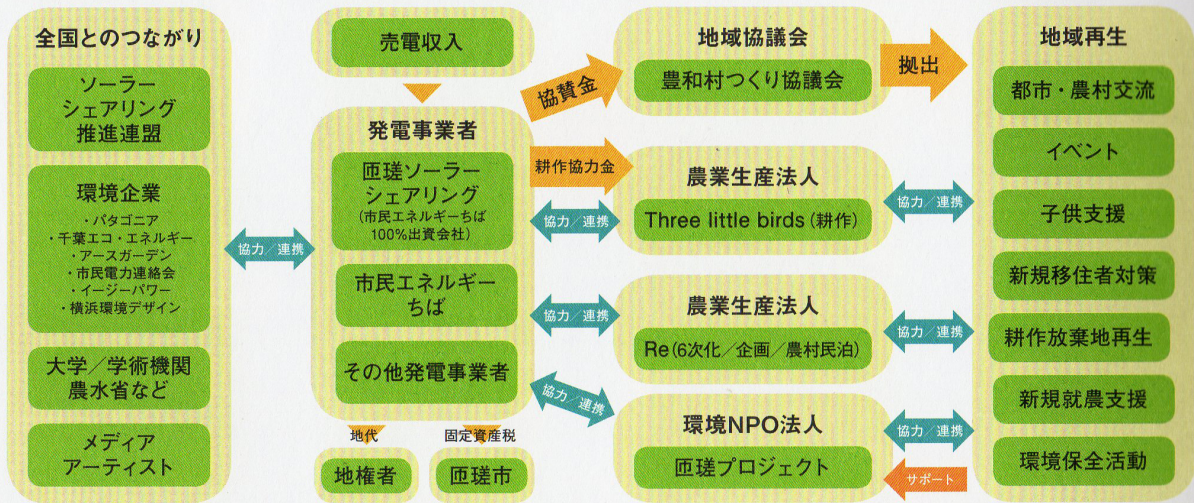 全国とのつながり
ソーラー
シェアリング
推進連盟
環境企業
・パタゴニア
・千葉エコ・エネルギー
・アースガーデン
・市民電力連絡会
・イージーパワー
・横浜環境デザイン
大学／学術機関
農水省など
メディア
アーティスト
協力／連携
売電収入
発電事業者
匝瑳ソーラー
シェアリング
(市民エネルギーちば
100%出資会社)
市民エネルギー
ちば
その他発電事業者
地代
固定資産税
地権者
匝瑳市
協賛金
耕作協力金
協力／連携
協力／連携
協力／連携
地域協議会
豊和村つくり協議会
農業生産法人
Three little birds (耕作)
農業生産法人
Re (6次化／企画／農村民泊)
環境NPO法人
匝瑳プロジェクト
拠出
協力／連携
協力／連携
協力／連携
サポート
地域再生
都市・農村交流
イベント
子供支援
新規移住者対策
耕作放棄地再生
新規就農支援
環境保全活動